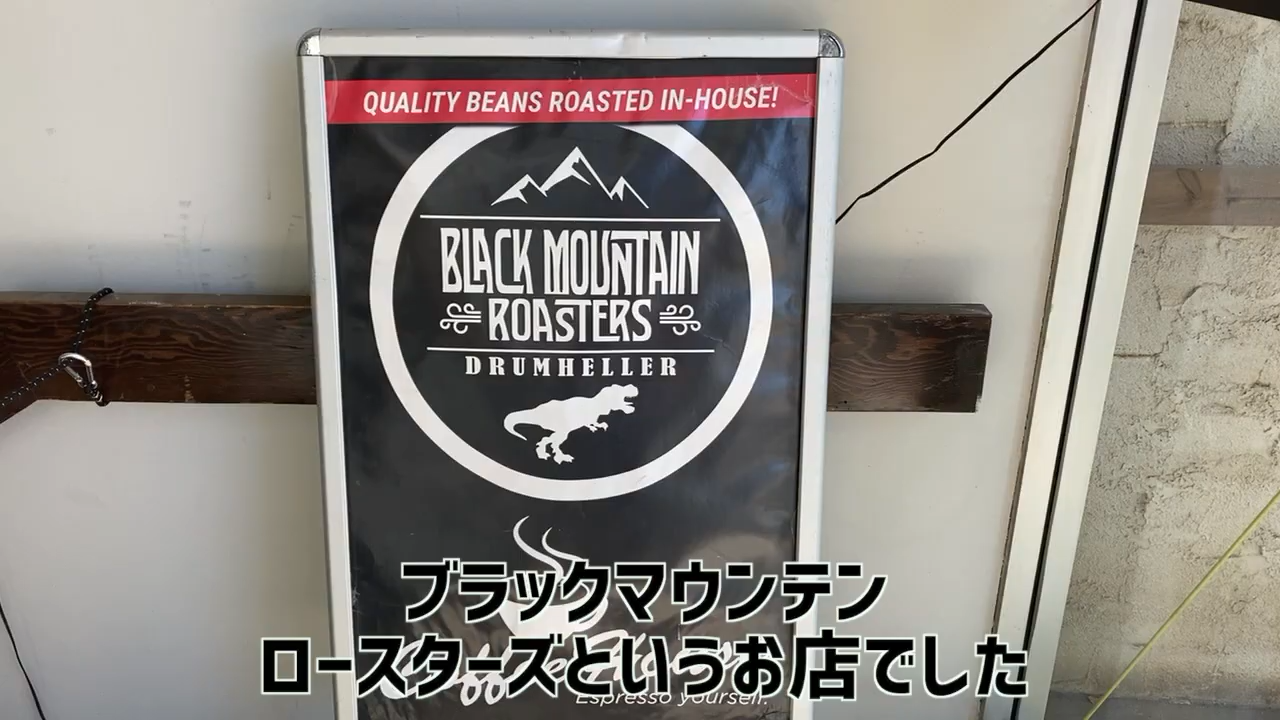 QUALITY BEANS ROASTED IN-HOUSE!
BLACK MOUNTAIN
ROASTERS
DRUMHELLER
ブラックマウンテン
ロースターズというお店でした
Espresso yourself.